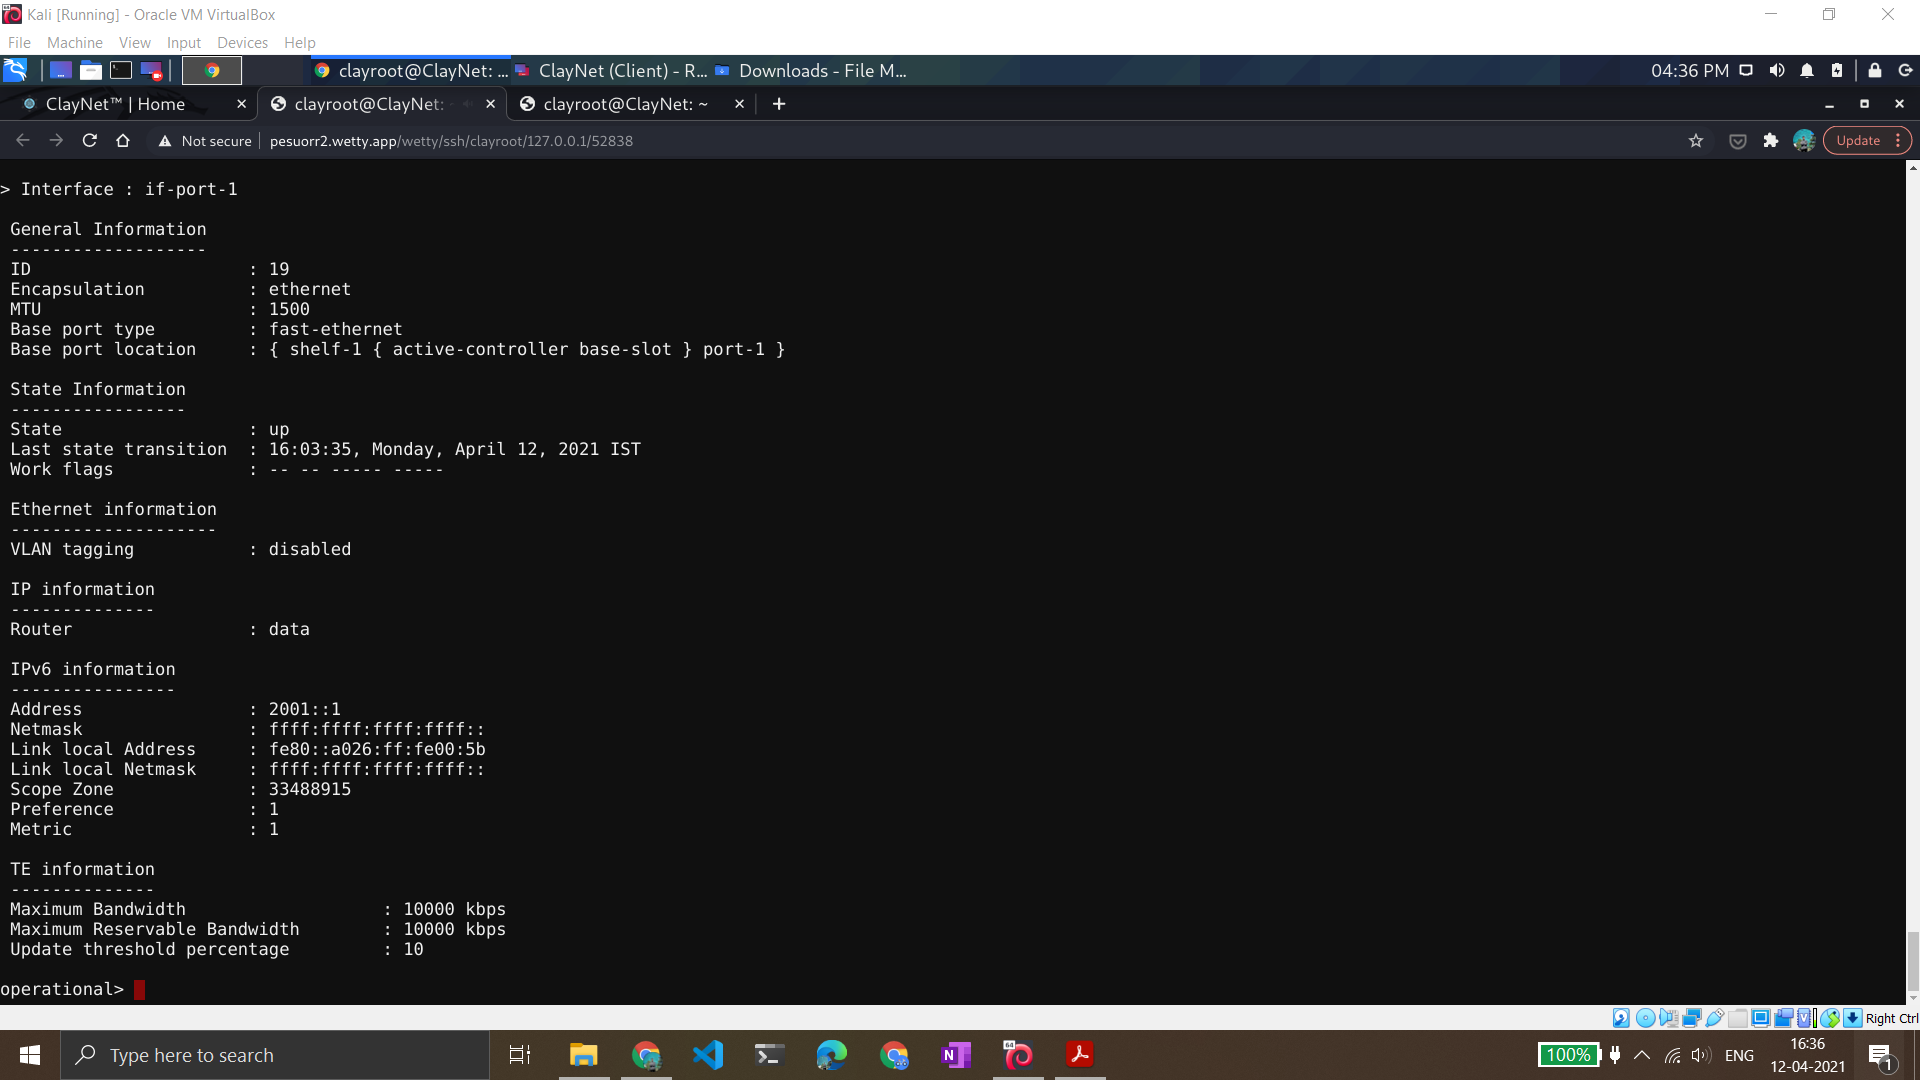 Kali [Running] - Oracle VM VirtualBox
File Machine View Input Devices Help
clayroot@ClayNet: ... ClayNet (Client) - R... Downloads - File M... 04:36 PM
ClayNet™ | Home clayroot@ClayNet: ~ clayroot@ClayNet: ~
Not secure pesuorr2.wetty.app/wetty/ssh/clayroot/127.0.0.1/52838 Update
> Interface : if-port-1
General Information
-------------------
ID : 19
Encapsulation : ethernet
MTU : 1500
Base port type : fast-ethernet
Base port location : { shelf-1 { active-controller base-slot } port-1 }
State Information
-----------------
State : up
Last state transition : 16:03:35, Monday, April 12, 2021 IST
Work flags : -- -- ----- -----
Ethernet information
--------------------
VLAN tagging : disabled
IP information
--------------
Router : data
IPv6 information
----------------
Address : 2001::1
Netmask : ffff:ffff:ffff:ffff::
Link local Address : fe80::a026:ff:fe00:5b
Link local Netmask : ffff:ffff:ffff:ffff::
Scope Zone : 33488915
Preference : 1
Metric : 1
TE information
--------------
Maximum Bandwidth : 10000 kbps
Maximum Reservable Bandwidth : 10000 kbps
Update threshold percentage : 10
operational>
Right Ctrl
Type here to search 100% ENG 16:36
12-04-2021 1